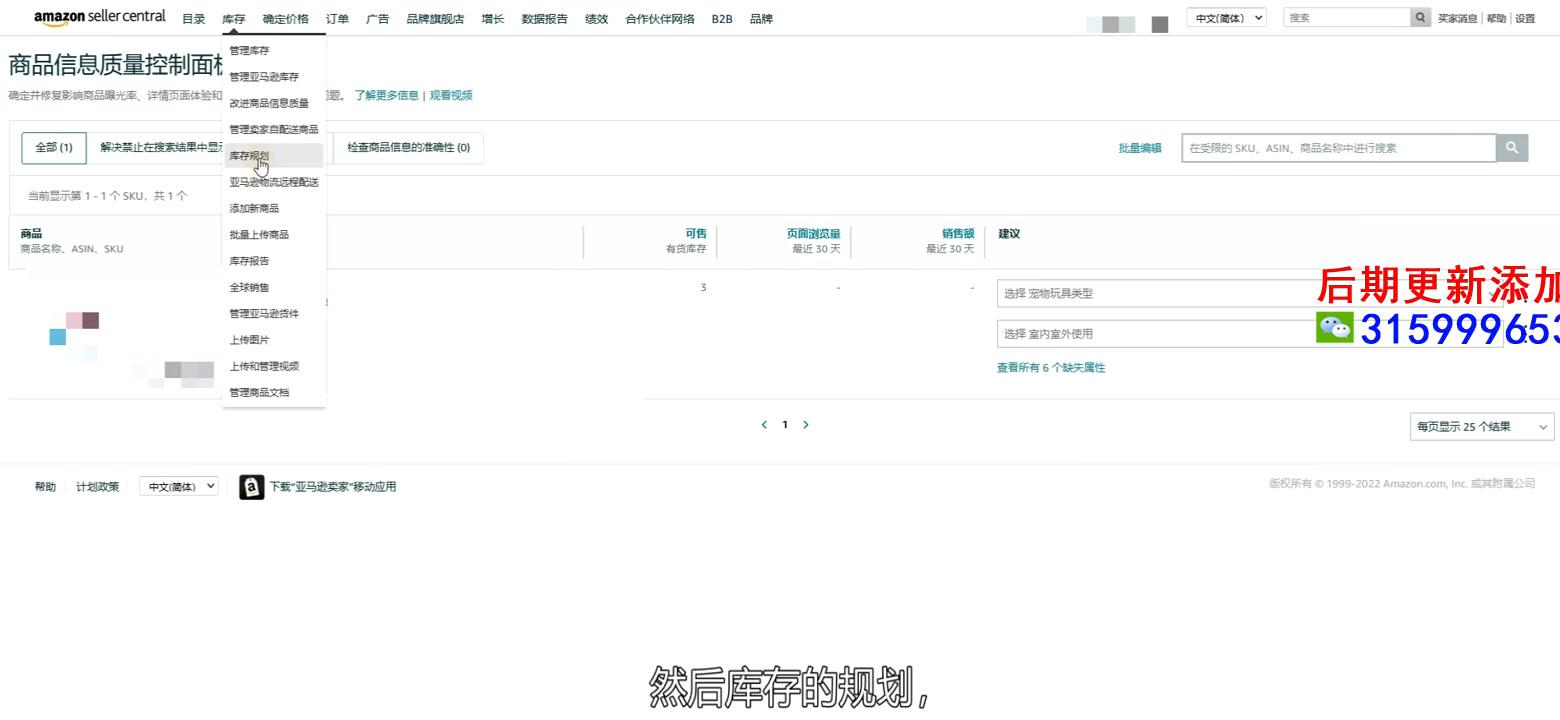 amazon seller central 目录 库存 确定价格 订单 广告 品牌旗舰店 增长 数据报告 绩效 合作伙伴网络 B2B 品牌 中文(简体) 搜索 买家消息 | 帮助 | 设置
管理库存
管理亚马逊库存
改进商品信息质量
管理卖家自配送商品
库存规划
亚马逊物流远程配送
添加新商品
批量上传商品
库存报告
全球销售
管理亚马逊货件
上传图片
上传和管理视频
管理商品文档
商品信息质量控制面板
确定并修复影响商品曝光率、详情页面体验和 题。 了解更多信息 | 观看视频
全部 (1) 解决禁止在搜索结果中显示 检查商品信息的准确性 (0) 批量编辑 在受限的 SKU、ASIN、商品名称中进行搜索
当前显示第 1 - 1 个 SKU，共 1 个
商品 可售 页面浏览量 销售额 建议
商品名称、ASIN、SKU 有货库存 最近 30 天 最近 30 天
3 - - 选择 宠物玩具类型
选择 室内室外使用
查看所有 6 个缺失属性
后期更新添加
315999653
1
每页显示 25 个结果
帮助 计划政策 中文(简体) 下载“亚马逊卖家”移动应用 版权所有 © 1999-2022 Amazon.com, Inc. 或其附属公司
然后库存的规划，